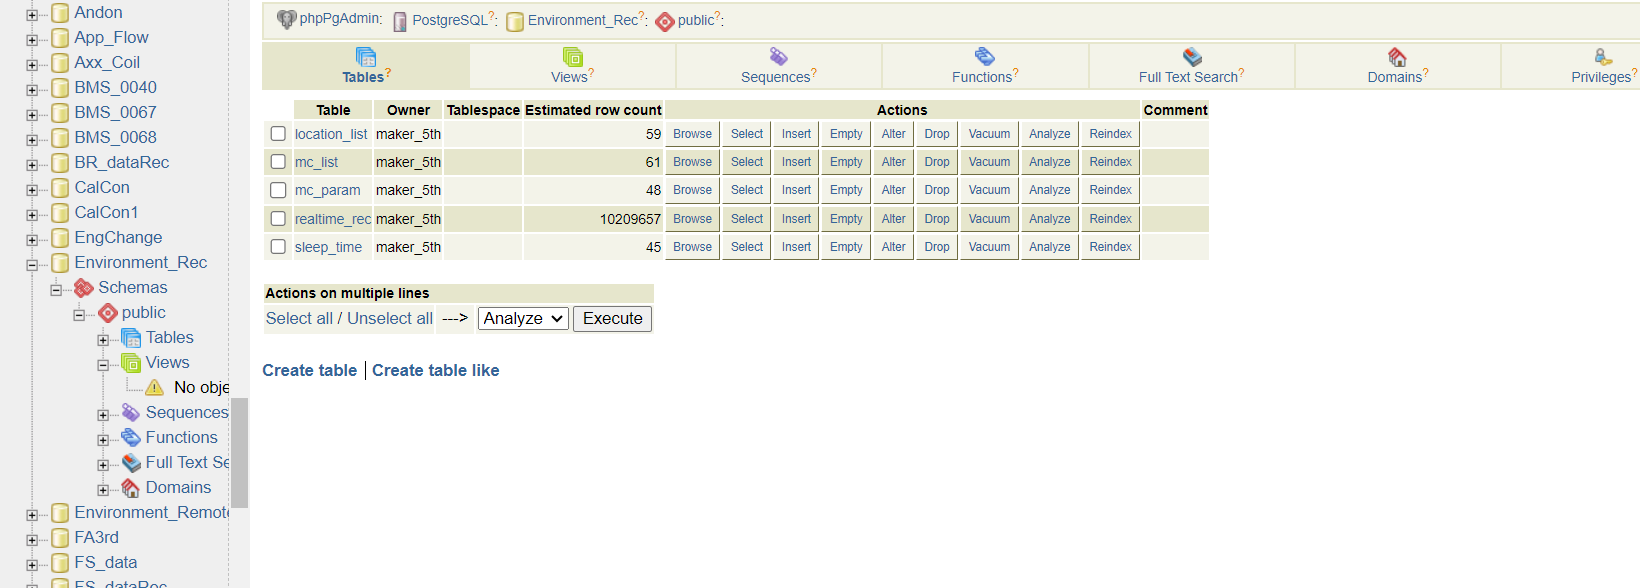 Andon
App_Flow
Axx_Coil
BMS_0040
BMS_0067
BMS_0068
BR_dataRec
CalCon
CalCon1
EngChange
Environment_Rec
Schemas
public
Tables
Views
No obje
Sequences
Functions
Full Text Se
Domains
Environment_Remote
FA3rd
FS_data
FS_dataRec
phpPgAdmin: PostgreSQL?: Environment_Rec?: public?:
Tables? Views? Sequences? Functions? Full Text Search? Domains? Privileges?
Table Owner Tablespace Estimated row count Actions Comment
location_list maker_5th 59 Browse Select Insert Empty Alter Drop Vacuum Analyze Reindex
mc_list maker_5th 61 Browse Select Insert Empty Alter Drop Vacuum Analyze Reindex
mc_param maker_5th 48 Browse Select Insert Empty Alter Drop Vacuum Analyze Reindex
realtime_rec maker_5th 10209657 Browse Select Insert Empty Alter Drop Vacuum Analyze Reindex
sleep_time maker_5th 45 Browse Select Insert Empty Alter Drop Vacuum Analyze Reindex
Actions on multiple lines
Select all / Unselect all ---> Analyze Execute
Create table | Create table like